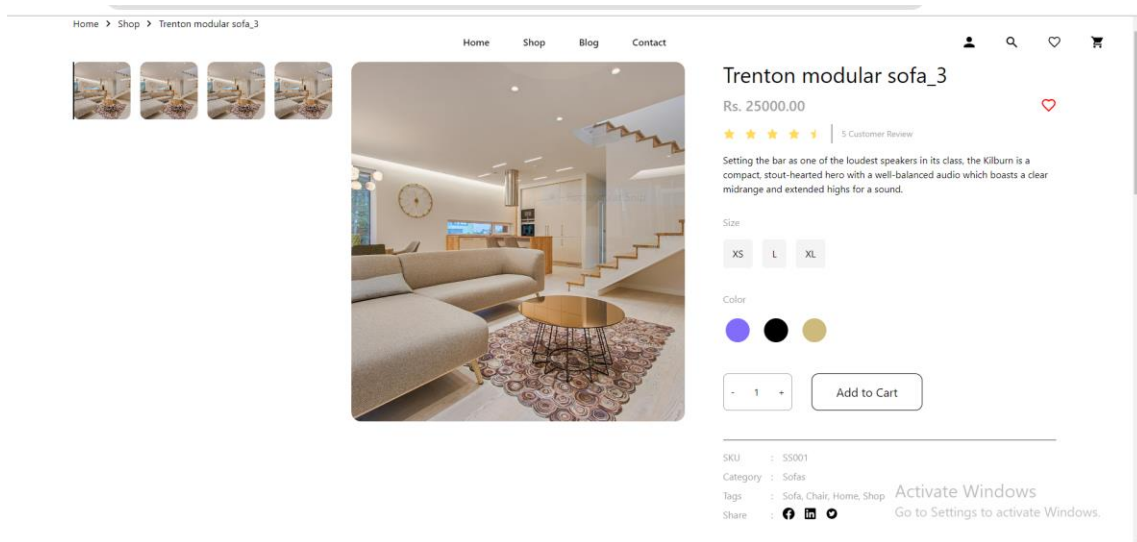 Home > Shop > Trenton modular sofa_3
Home Shop Blog Contact
Trenton modular sofa_3
Rs. 25000.00
5 Customer Review
Setting the bar as one of the loudest speakers in its class, the Kilburn is a
compact, stout-hearted hero with a well-balanced audio which boasts a clear
midrange and extended highs for a sound.
Size
XS L XL
Color
- 1 +
Add to Cart
SKU : SS001
Category : Sofas
Tags : Sofa, Chair, Home, Shop
Share :
Activate Windows
Go to Settings to activate Windows.